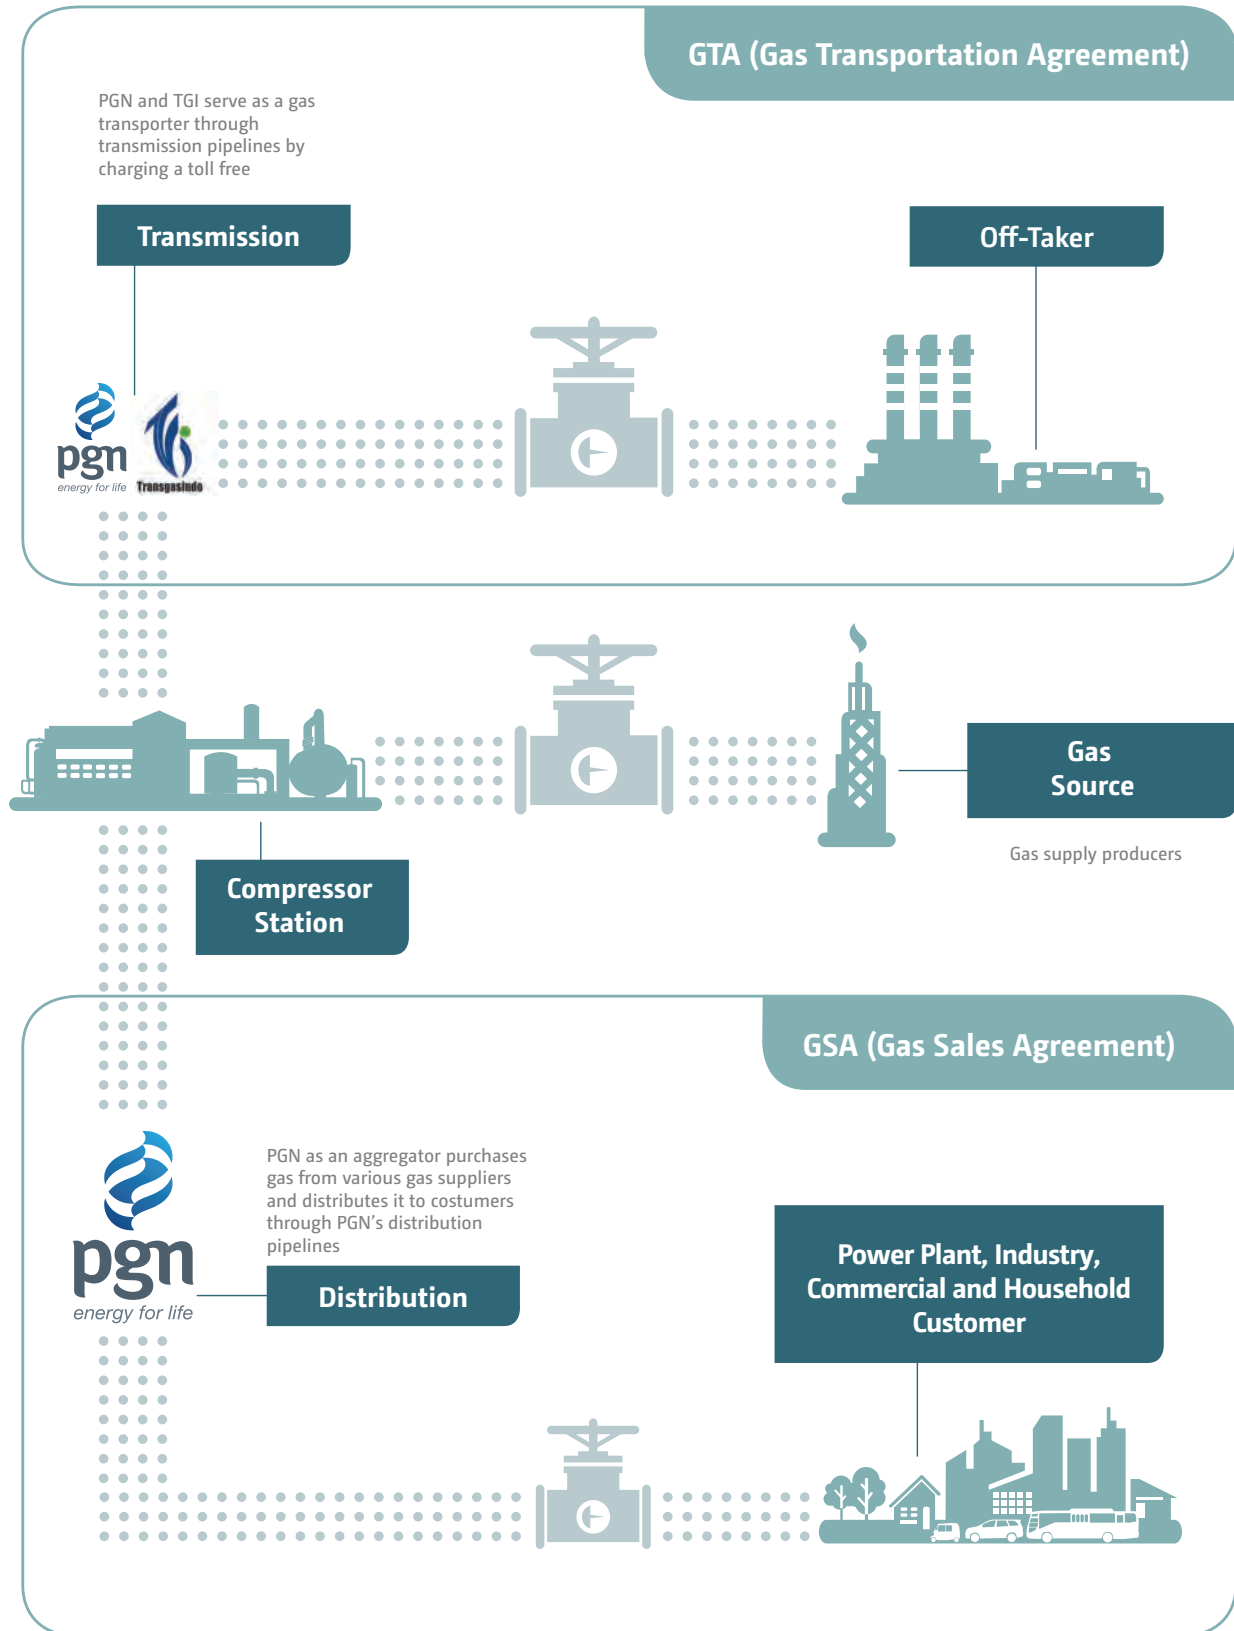 GTA (Gas Transportation Agreement)
PGN and TGI serve as a gas
transporter through
transmission pipelines by
charging a toll free
Transmission
Off-Taker
pgn
energy for life
Transgasindo
Gas
Source
Gas supply producers
Compressor
Station
GSA (Gas Sales Agreement)
PGN as an aggregator purchases
gas from various gas suppliers
and distributes it to costumers
through PGN's distribution
pipelines
pgn
energy for life
Distribution
Power Plant, Industry,
Commercial and Household
Customer